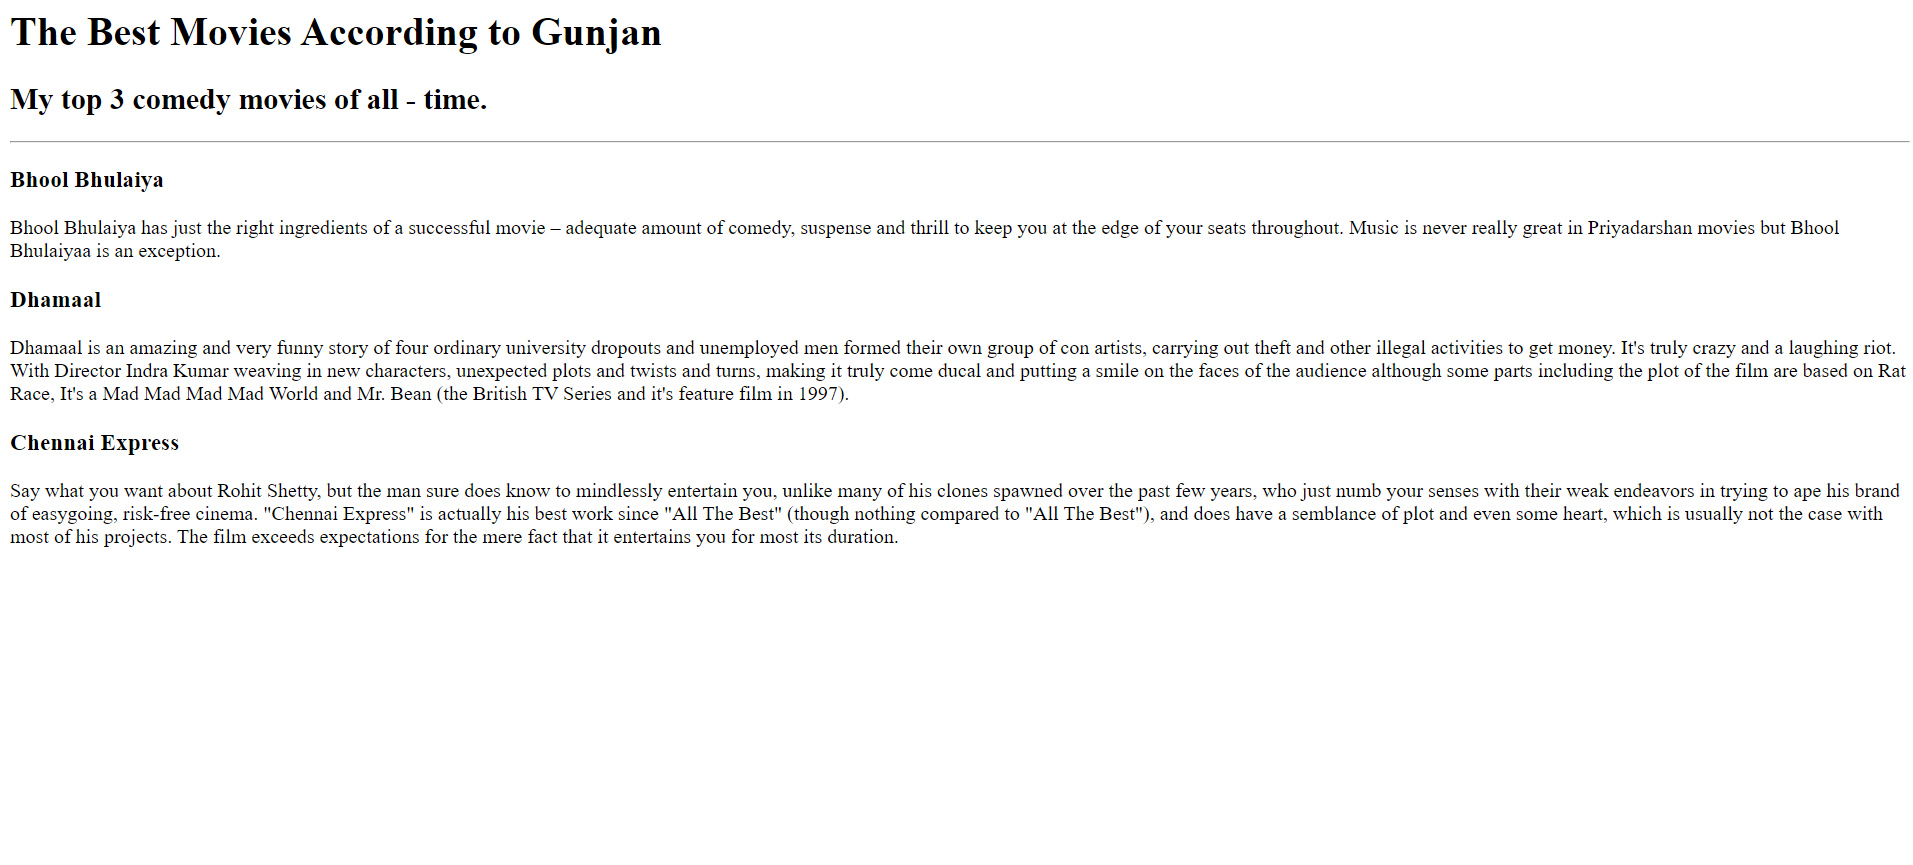 The Best Movies According to Gunjan
My top 3 comedy movies of all - time.
Bhool Bhulaiya
Bhool Bhulaiya has just the right ingredients of a successful movie – adequate amount of comedy, suspense and thrill to keep you at the edge of your seats throughout. Music is never really great in Priyadarshan movies but Bhool
Bhulaiyaa is an exception.
Dhamaal
Dhamaal is an amazing and very funny story of four ordinary university dropouts and unemployed men formed their own group of con artists, carrying out theft and other illegal activities to get money. It's truly crazy and a laughing riot.
With Director Indra Kumar weaving in new characters, unexpected plots and twists and turns, making it truly come ducal and putting a smile on the faces of the audience although some parts including the plot of the film are based on Rat
Race, It's a Mad Mad Mad Mad World and Mr. Bean (the British TV Series and it's feature film in 1997).
Chennai Express
Say what you want about Rohit Shetty, but the man sure does know to mindlessly entertain you, unlike many of his clones spawned over the past few years, who just numb your senses with their weak endeavors in trying to ape his brand
of easygoing, risk-free cinema. "Chennai Express" is actually his best work since "All The Best" (though nothing compared to "All The Best"), and does have a semblance of plot and even some heart, which is usually not the case with
most of his projects. The film exceeds expectations for the mere fact that it entertains you for most its duration.